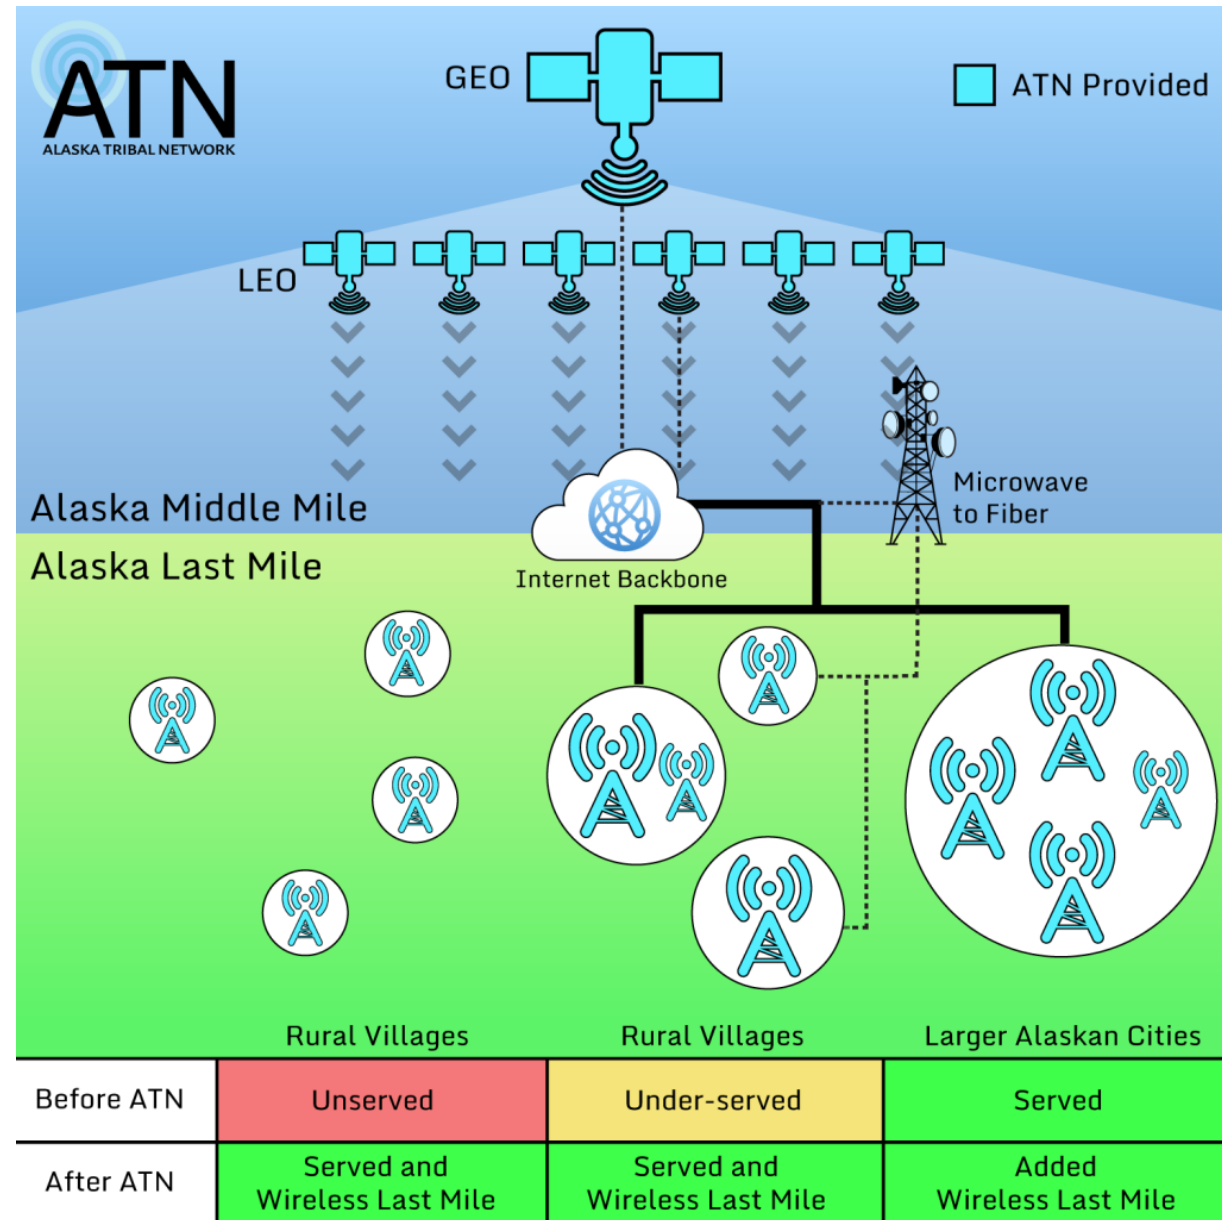 ATN
ALASKA TRIBAL NETWORK
GEO
ATN Provided
LEO
Microwave
to Fiber
Alaska Middle Mile
Alaska Last Mile
Internet Backbone
Rural Villages
Rural Villages
Larger Alaskan Cities
Before ATN
Unserved
Under-served
Served
After ATN
Served and
Wireless Last Mile
Served and
Wireless Last Mile
Added
Wireless Last Mile